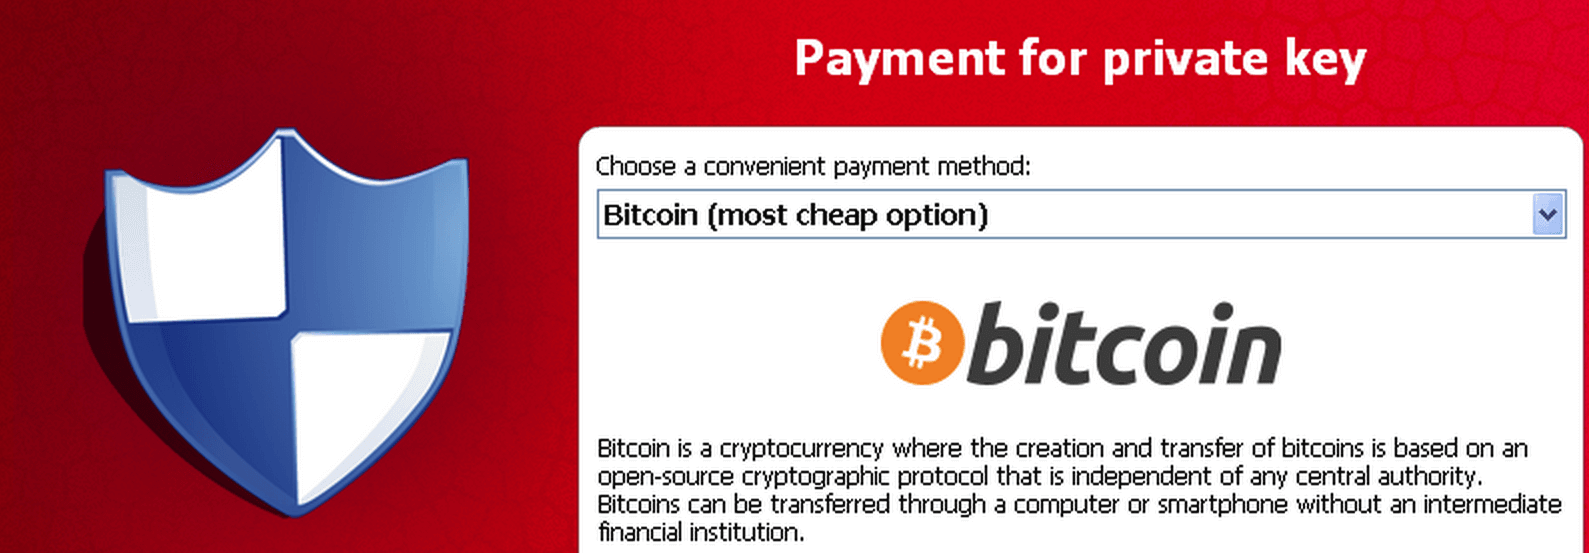 Payment for private key
Choose a convenient payment method:
Bitcoin (most cheap option)
bitcoin
Bitcoin is a cryptocurrency where the creation and transfer of bitcoins is based on an
open-source cryptographic protocol that is independent of any central authority.
Bitcoins can be transferred through a computer or smartphone without an intermediate
financial institution.